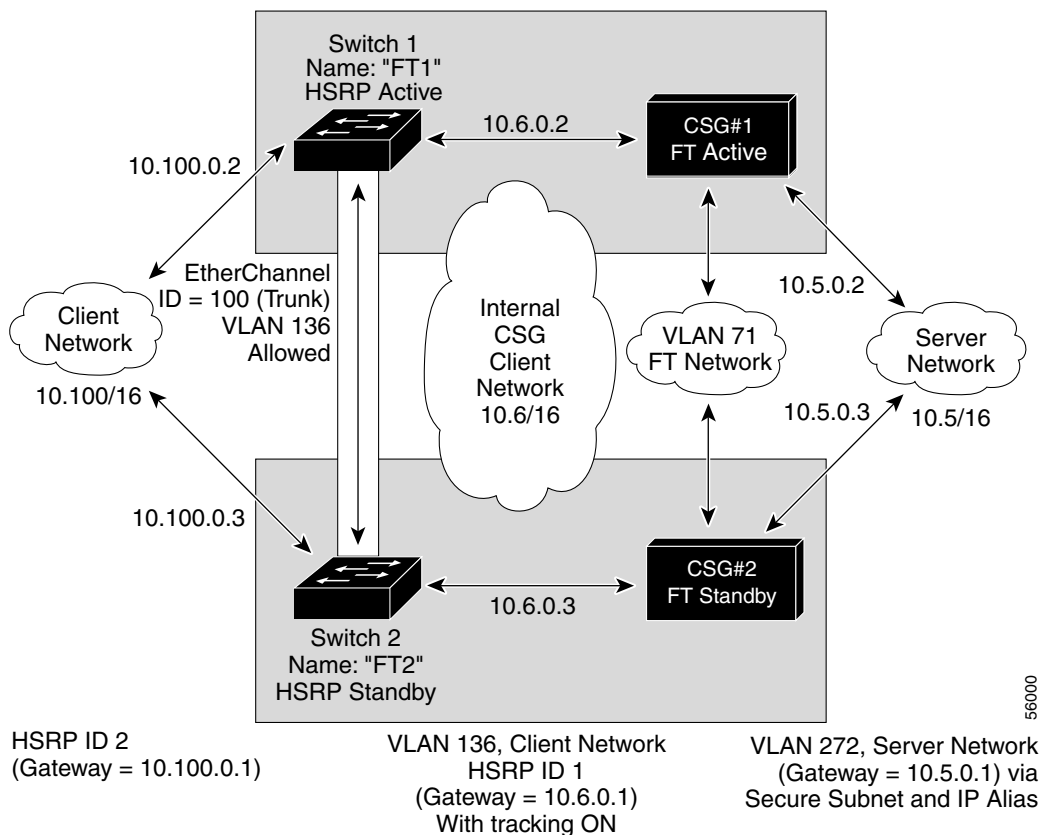 Switch 1
Name: "FT1"
HSRP Active
10.6.0.2
CSG#1
FT Active
10.100.0.2
EtherChannel
ID = 100 (Trunk)
VLAN 136
Allowed
Client
Network
10.100/16
Internal
CSG
Client
Network
10.6/16
VLAN 71
FT Network
10.5.0.2
Server
Network
10.5/16
10.5.0.3
10.100.0.3
10.6.0.3
CSG#2
FT Standby
Switch 2
Name: "FT2"
HSRP Standby
56000
HSRP ID 2
(Gateway = 10.100.0.1)
VLAN 136, Client Network
HSRP ID 1
(Gateway = 10.6.0.1)
With tracking ON
VLAN 272, Server Network
(Gateway = 10.5.0.1) via
Secure Subnet and IP Alias